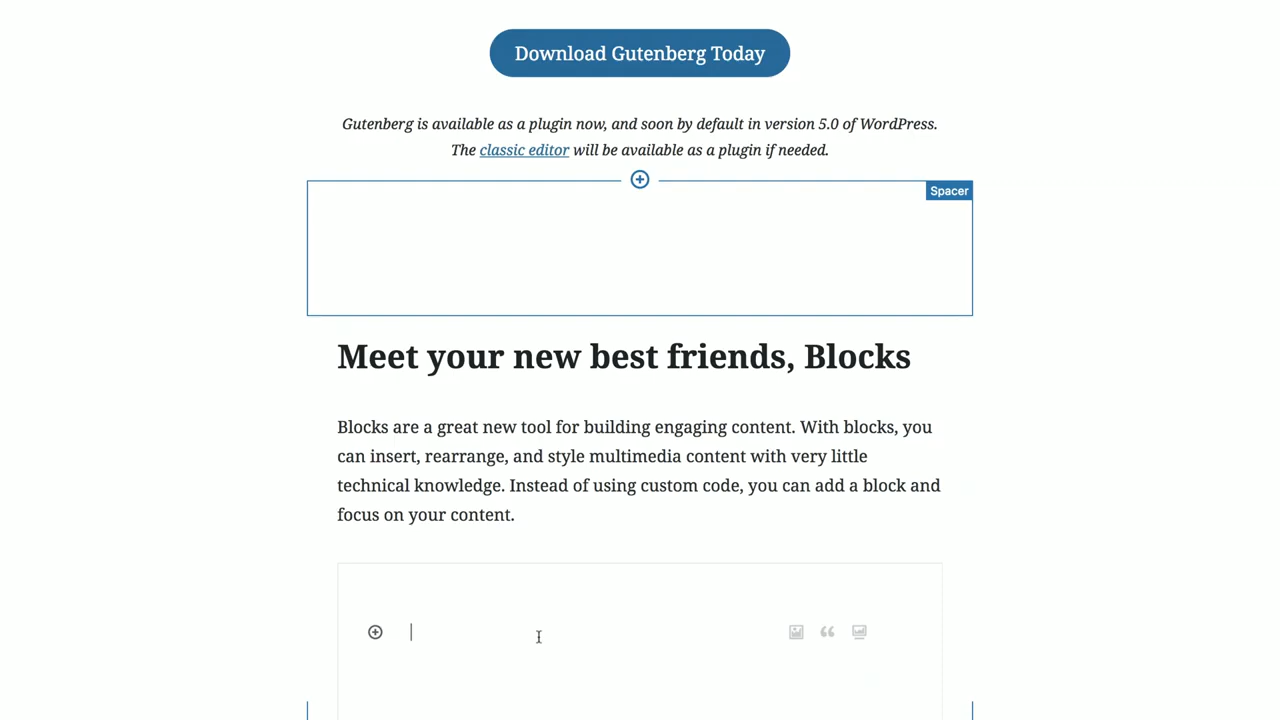 Download Gutenberg Today
Gutenberg is available as a plugin now, and soon by default in version 5.0 of WordPress.
The classic editor will be available as a plugin if needed.
Spacer
Meet your new best friends, Blocks
Blocks are a great new tool for building engaging content. With blocks, you
can insert, rearrange, and style multimedia content with very little
technical knowledge. Instead of using custom code, you can add a block and
focus on your content.